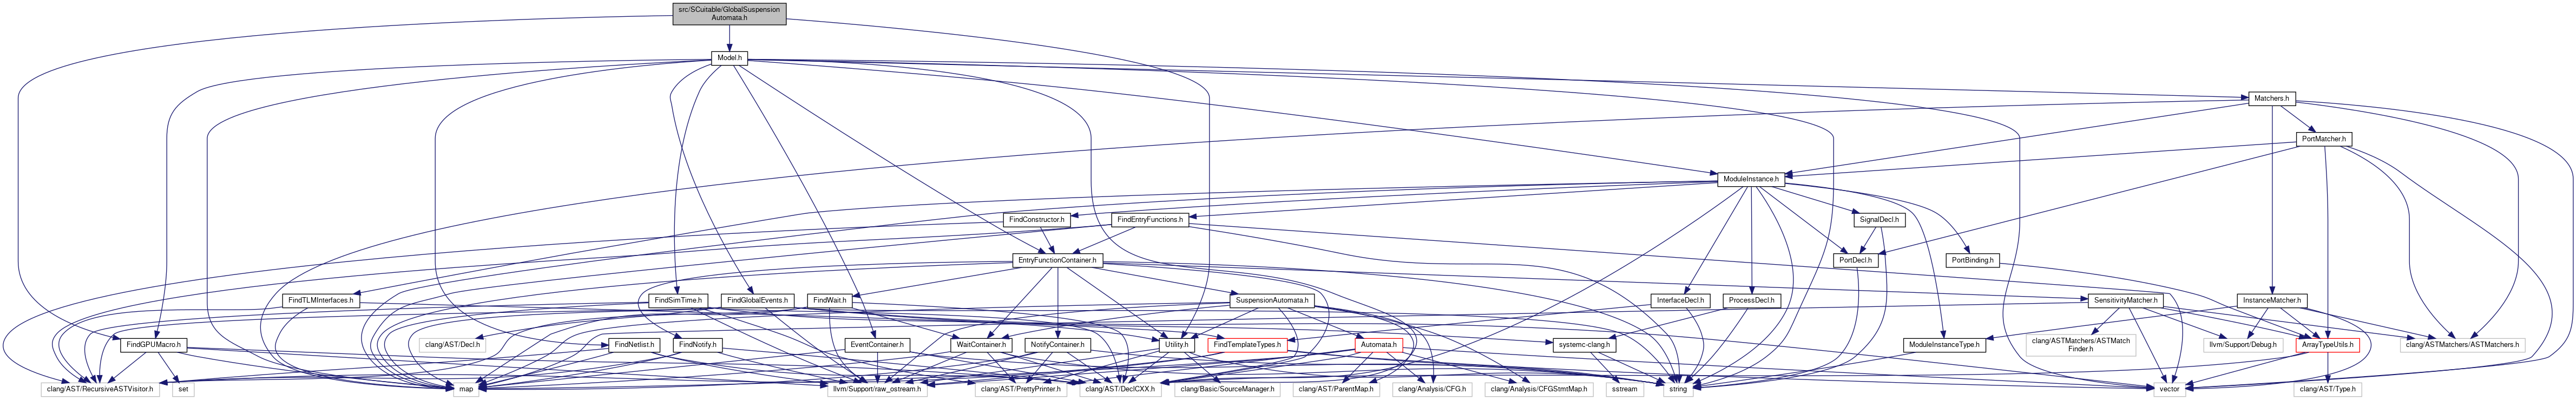 src/SCuitable/GlobalSuspension
Automata.h
Model.h
Matchers.h
PortMatcher.h
ModuleInstance.h
FindConstructor.h
FindEntryFunctions.h
SignalDecl.h
EntryFunctionContainer.h
PortDecl.h
PortBinding.h
FindTLMInterfaces.h
FindSimTime.h
FindGlobalEvents.h
FindWait.h
SuspensionAutomata.h
InterfaceDecl.h
ProcessDecl.h
SensitivityMatcher.h
InstanceMatcher.h
FindGPUMacro.h
clang/AST/Decl.h
FindNetlist.h
FindNotify.h
EventContainer.h
WaitContainer.h
NotifyContainer.h
Utility.h
FindTemplateTypes.h
Automata.h
systemc-clang.h
ModuleInstanceType.h
clang/ASTMatchers/ASTMatch
Finder.h
llvm/Support/Debug.h
ArrayTypeUtils.h
clang/ASTMatchers/ASTMatchers.h
clang/AST/RecursiveASTVisitor.h
set
map
llvm/Support/raw_ostream.h
clang/AST/PrettyPrinter.h
clang/AST/DeclCXX.h
clang/Basic/SourceManager.h
clang/AST/ParentMap.h
clang/Analysis/CFG.h
clang/Analysis/CFGStmtMap.h
sstream
string
vector
clang/AST/Type.h